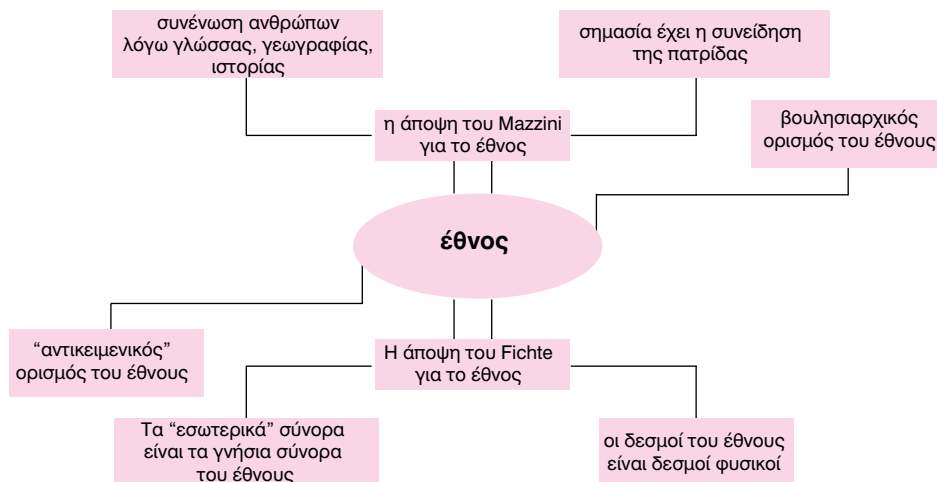 συνένωση ανθρώπων
λόγω γλώσσας, γεωγραφίας,
ιστορίας
σημασία έχει η συνείδηση
της πατρίδας
η άποψη του Mazzini
για το έθνος
βουλησιαρχικός
ορισμός του έθνους
έθνος
“αντικειμενικός”
ορισμός του έθνους
Η άποψη του Fichte
για το έθνος
Τα “εσωτερικά” σύνορα
είναι τα γνήσια σύνορα
του έθνους
οι δεσμοί του έθνους
είναι δεσμοί φυσικοί